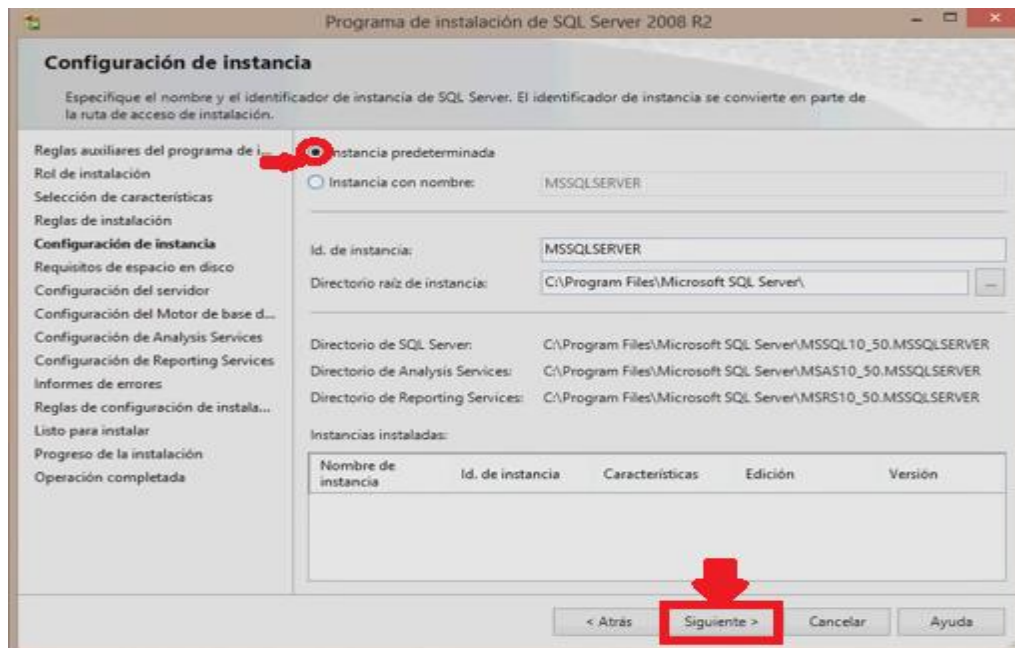 Programa de instalación de SQL Server 2008 R2
Configuración de instancia
Especifique el nombre y el identificador de instancia de SQL Server. El identificador de instancia se convierte en parte de
la ruta de acceso de instalación.
Reglas auxiliares del programa de i...
Rol de instalación
Selección de características
Reglas de instalación
Configuración de instancia
Requisitos de espacio en disco
Configuración del servidor
Configuración del Motor de base d...
Configuración de Analysis Services
Configuración de Reporting Services
Informes de errores
Reglas de configuración de instala...
Listo para instalar
Progreso de la instalación
Operación completada
Instancia predeterminada
Instancia con nombre: MSSQLSERVER
Id. de instancia: MSSQLSERVER
Directorio raíz de instancia: C:\Program Files\Microsoft SQL Server\ ...
Directorio de SQL Server: C:\Program Files\Microsoft SQL Server\MSSQL10_50.MSSQLSERVER
Directorio de Analysis Services: C:\Program Files\Microsoft SQL Server\MSAS10_50.MSSQLSERVER
Directorio de Reporting Services: C:\Program Files\Microsoft SQL Server\MSRS10_50.MSSQLSERVER
Instancias instaladas:
Nombre de instancia Id. de instancia Características Edición Versión
< Atrás Siguiente > Cancelar Ayuda